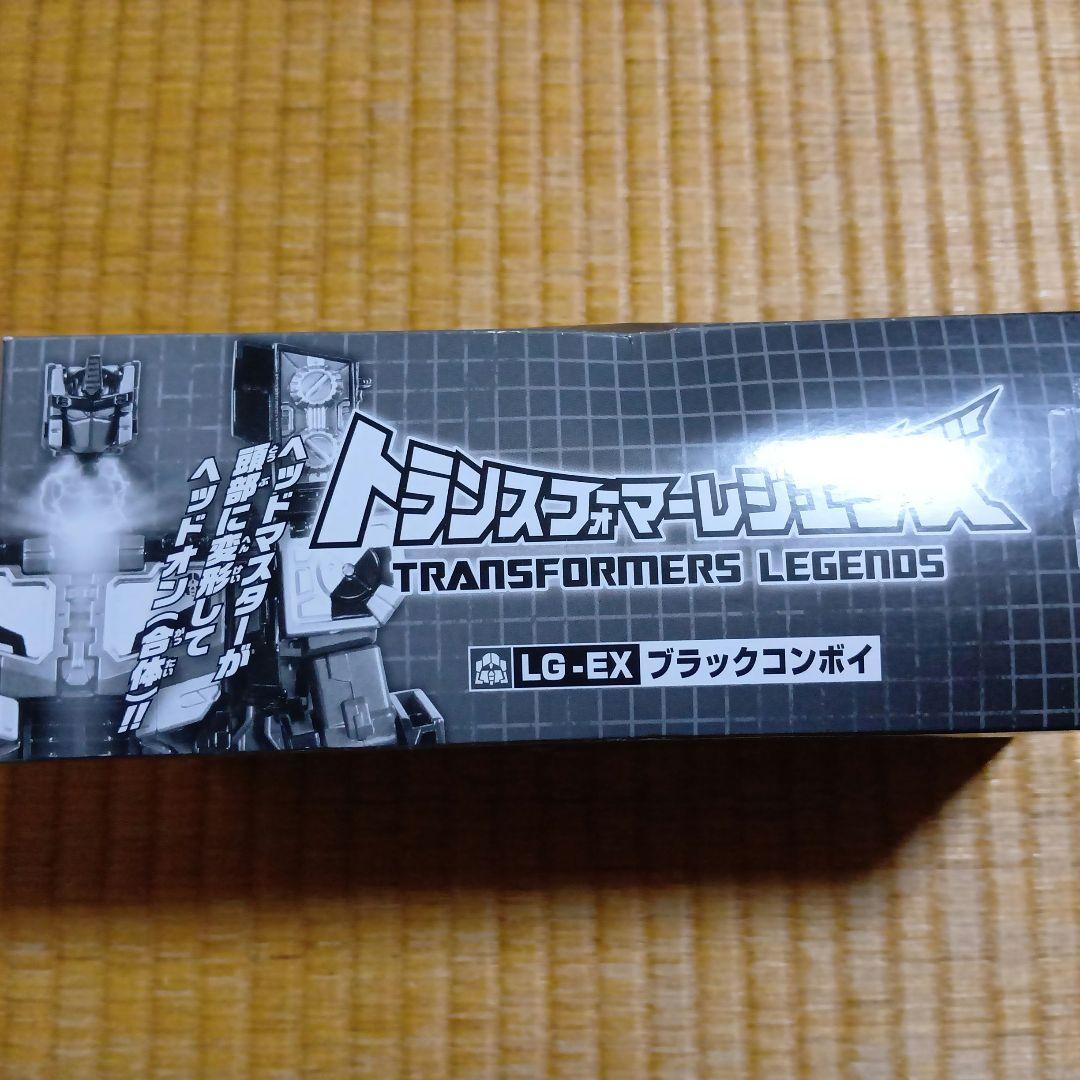 ヘッドマスターが
頭部に変形して
ヘッドオン(合体)!!
トランスフォーマーレジェンズ
TRANSFORMERS LEGENDS
LG-EX ブラックコンボイ